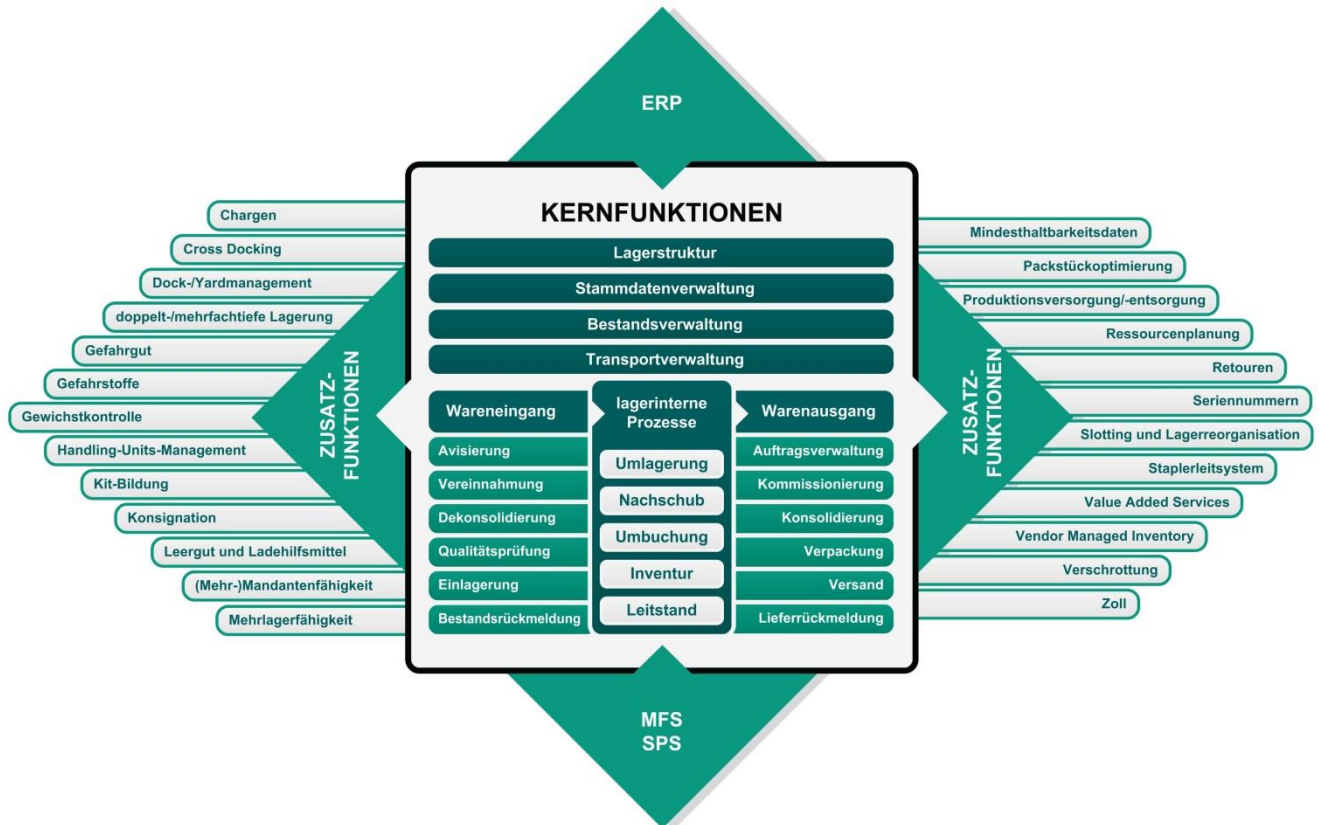 ERP
KERNFUNKTIONEN
Lagerstruktur
Stammdatenverwaltung
Bestandsverwaltung
Transportverwaltung
Wareneingang
Avisierung
Vereinnahmung
Dekonsolidierung
Qualitätsprüfung
Einlagerung
Bestandsrückmeldung
lagerinterne
Prozesse
Umlagerung
Nachschub
Umbuchung
Inventur
Leitstand
Warenausgang
Auftragsverwaltung
Kommissionierung
Konsolidierung
Verpackung
Versand
Lieferrückmeldung
ZUSATZ-
FUNKTIONEN
Chargen
Cross Docking
Dock-/Yardmanagement
doppelt-/mehrfachtiefe Lagerung
Gefahrgut
Gefahrstoffe
Gewichstkontrolle
Handling-Units-Management
Kit-Bildung
Konsignation
Leergut und Ladehilfsmittel
(Mehr-)Mandantenfähigkeit
Mehrlagerfähigkeit
ZUSATZ-
FUNKTIONEN
Mindesthaltbarkeitsdaten
Packstückoptimierung
Produktionsversorgung/-entsorgung
Ressourcenplanung
Retouren
Seriennummern
Slotting und Lagerreorganisation
Staplerleitsystem
Value Added Services
Vendor Managed Inventory
Verschrottung
Zoll
MFS
SPS